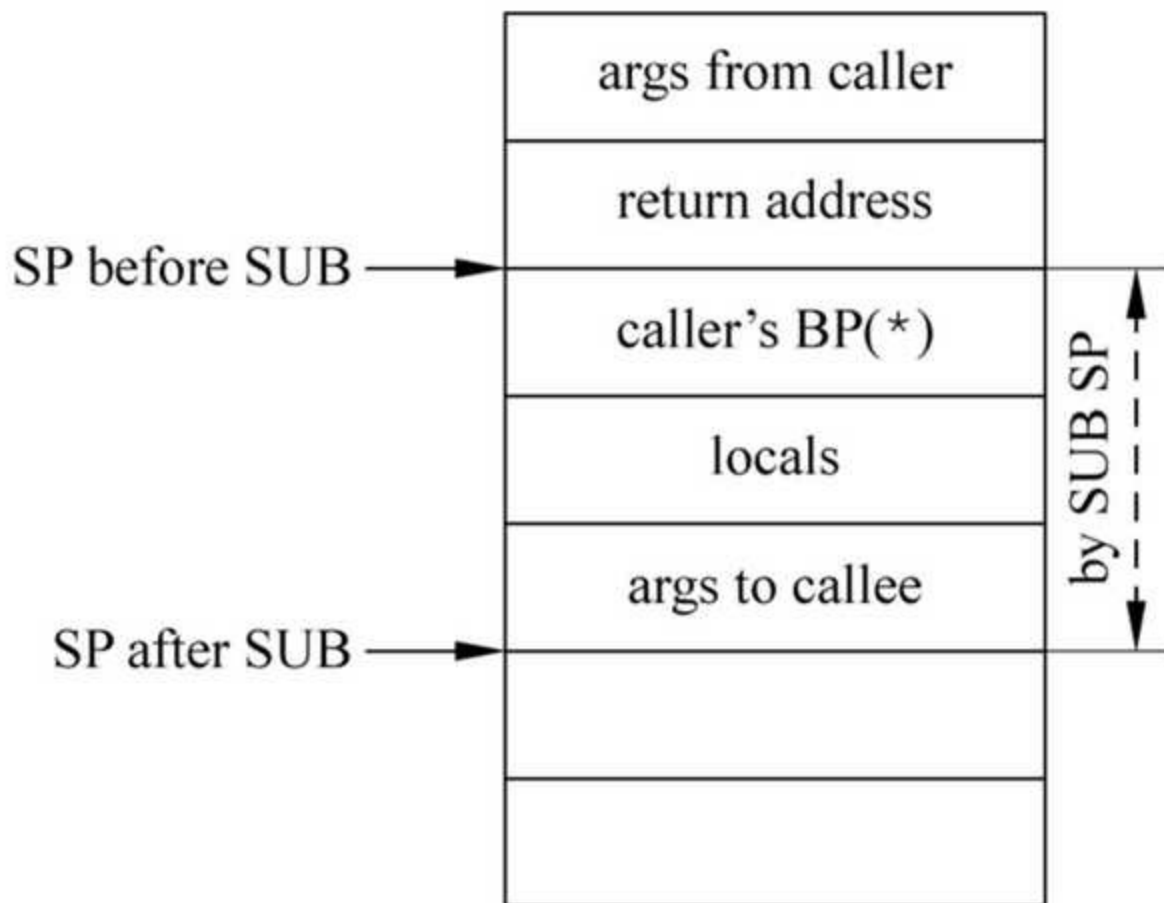 args from caller
return address
SP before SUB
caller's BP(*)
locals
by SUB SP
args to callee
SP after SUB